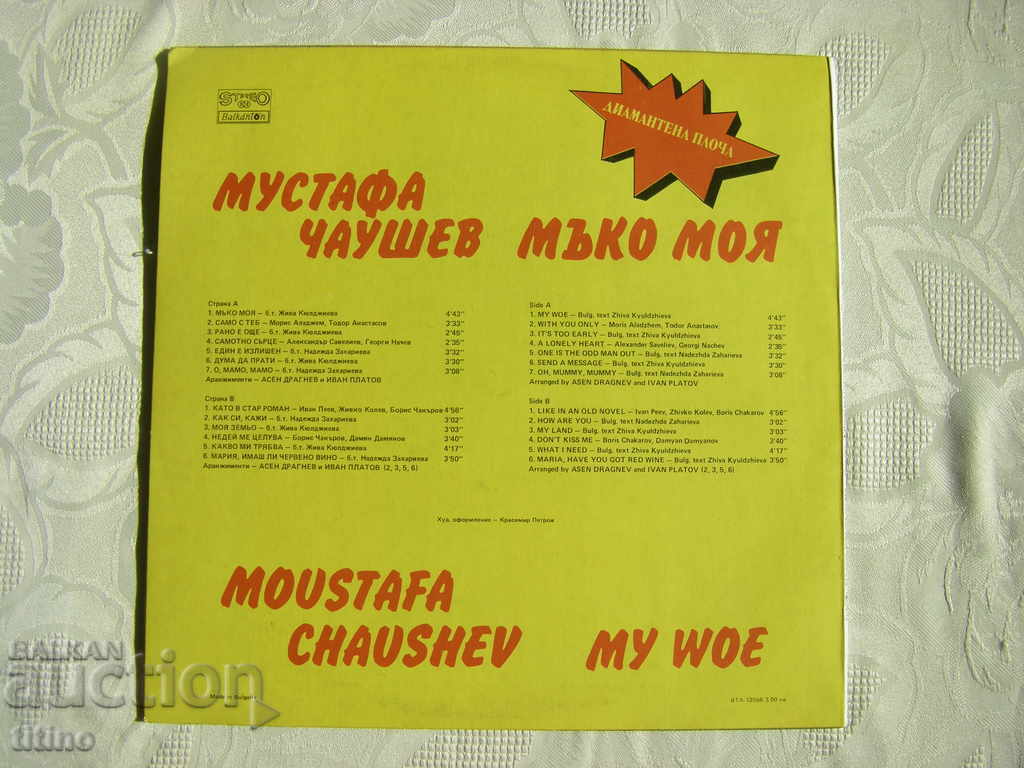 STEREO
Balkanton
ДИАМАНТЕНА ПЛОЧА
МУСТАФА
ЧАУШЕВ МЪКО МОЯ
Страна А
1. МЪКО МОЯ – б.т. Жива Кюлджиева 4'43"
2. САМО С ТЕБ – Морис Аладжем, Тодор Анастасов 3'33"
3. РАНО Е ОЩЕ – б.т. Жива Кюлджиева 2'45"
4. САМОТНО СЪРЦЕ – Александър Савелиев, Георги Начев 2'35"
5. ЕДИН Е ИЗЛИШЕН – б.т. Надежда Захариева 3'32"
6. ДУМА ДА ПРАТИ – б.т. Жива Кюлджиева 3'30"
7. О, МАМО, МАМО – б.т. Надежда Захариева 3'08"
Аранжименти – АСЕН ДРАГНЕВ и ИВАН ПЛАТОВ
Страна В
1. КАТО В СТАР РОМАН – Иван Пеев, Живко Колев, Борис Чакъров 4'56"
2. КАК СИ, КАЖИ – б.т. Надежда Захариева 3'02"
3. МОЯ ЗЕМЬО – б.т. Жива Кюлджиева 3'03"
4. НЕДЕЙ МЕ ЦЕЛУВА – Борис Чакъров, Дамян Дамянов 3'40"
5. КАКВО МИ ТРЯБВА – б.т. Жива Кюлджиева 4'17"
6. МАРИЯ, ИМАШ ЛИ ЧЕРВЕНО ВИНО – б.т. Надежда Захариева 3'50"
Аранжименти – АСЕН ДРАГНЕВ и ИВАН ПЛАТОВ (2, 3, 5, 6)
Side A
1. MY WOE – Bulg. text Zhiva Kyuldzhieva 4'43"
2. WITH YOU ONLY – Moris Aladzhem, Todor Anastasov 3'33"
3. IT'S TOO EARLY – Bulg. text Zhiva Kyuldzhieva 2'45"
4. A LONELY HEART – Alexander Saveliev, Georgi Nachev 2'35"
5. ONE IS THE ODD MAN OUT – Bulg. text Nadezhda Zaharieva 3'32"
6. SEND A MESSAGE – Bulg. text Zhiva Kyuldzhieva 3'30"
7. OH, MUMMY, MUMMY – Bulg. text Nadezhda Zaharieva 3'08"
Arranged by ASEN DRAGNEV and IVAN PLATOV
Side B
1. LIKE IN AN OLD NOVEL – Ivan Peev, Zhivko Kolev, Boris Chakarov 4'56"
2. HOW ARE YOU – Bulg. text Nadezhda Zaharieva 3'02"
3. MY LAND – Bulg. text Zhiva Kyuldzhieva 3'03"
4. DON'T KISS ME – Boris Chakarov, Damyan Damyanov 3'40"
5. WHAT I NEED – Bulg. text Zhiva Kyuldzhieva 4'17"
6. MARIA, HAVE YOU GOT RED WINE – Bulg. text Zhiva Kyuldzhieva 3'50"
Arranged by ASEN DRAGNEV and IVAN PLATOV (2, 3, 5, 6)
Худ. оформление – Красимир Петров
MOUSTAFA
CHAUSHEV MY WOE
Made in Bulgaria
3.00 лв
BALKAN
auction
titino